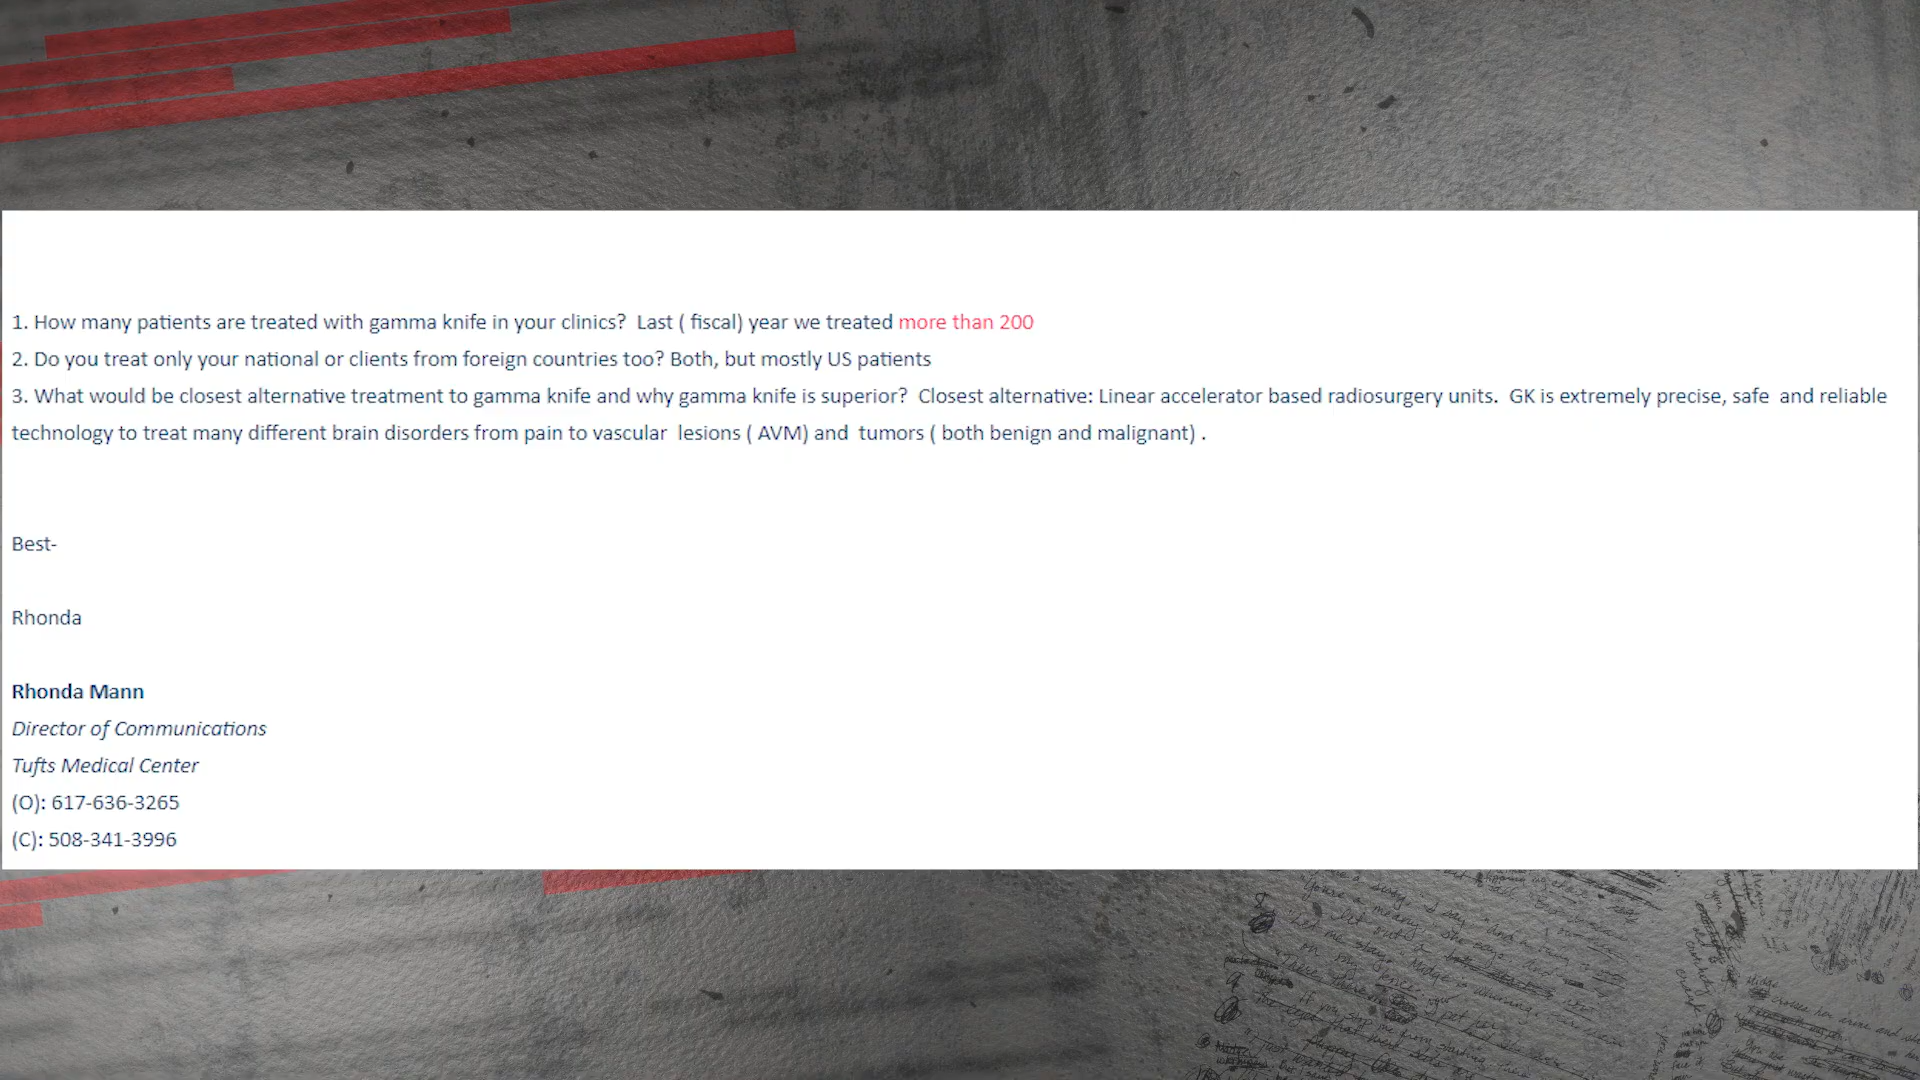 1. How many patients are treated with gamma knife in your clinics?  Last ( fiscal) year we treated more than 200
2. Do you treat only your national or clients from foreign countries too? Both, but mostly US patients
3. What would be closest alternative treatment to gamma knife and why gamma knife is superior?  Closest alternative: Linear accelerator based radiosurgery units.  GK is extremely precise, safe  and reliable
technology to treat many different brain disorders from pain to vascular  lesions ( AVM) and  tumors ( both benign and malignant) .
Best-
Rhonda
Rhonda Mann
Director of Communications
Tufts Medical Center
(O): 617-636-3265
(C): 508-341-3996